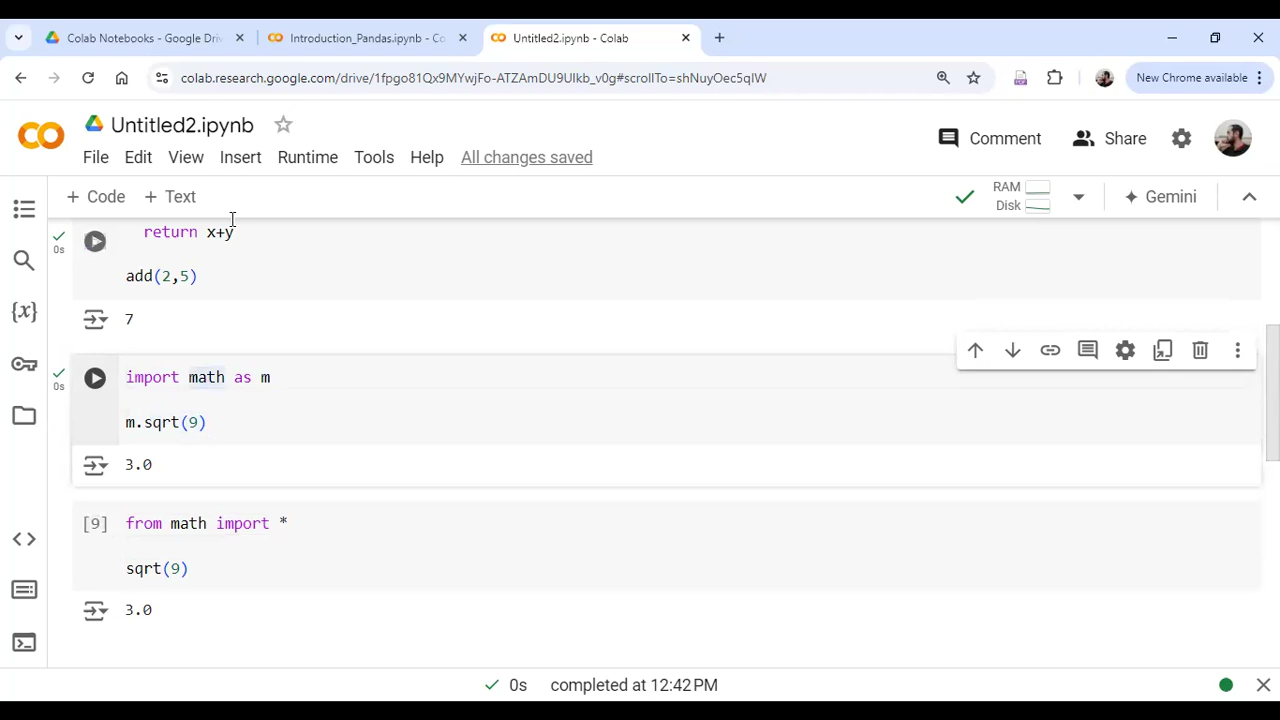 Colab Notebooks - Google Driv
Introduction_Pandas.ipynb - Co
Untitled2.ipynb - Colab
colab.research.google.com/drive/1fpgo81Qx9MYwjFo-ATZAmDU9UIkb_v0g#scrollTo=shNuyOec5qIW
New Chrome available
Untitled2.ipynb
Comment
Share
File Edit View Insert Runtime Tools Help All changes saved
+ Code + Text
RAM
Disk
Gemini
return x+y
0s
add(2,5)
7
import math as m
0s
m.sqrt(9)
3.0
[9] from math import *
sqrt(9)
3.0
{x}
0s completed at 12:42 PM